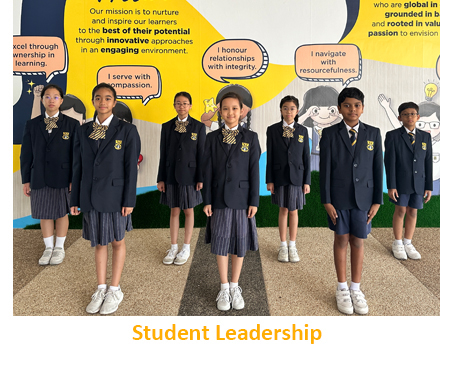 Our mission is to nurture
and inspire our learners
to the best of their potential
through innovative approaches
in an engaging environment.
who are global in
grounded in
and rooted in
passion to envision
excel through
ownership in
learning.
I serve with
compassion.
I honour
relationships
with integrity.
I navigate
with
resourcefulness.
Student Leadership